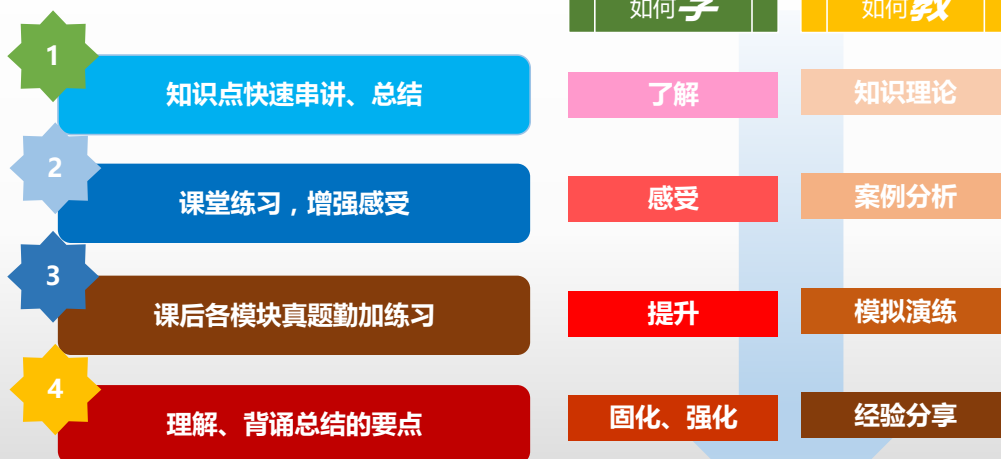 如何学
如何教
1
知识点快速串讲、总结
了解
知识理论
2
课堂练习，增强感受
感受
案例分析
3
课后各模块真题勤加练习
提升
模拟演练
4
理解、背诵总结的要点
固化、强化
经验分享